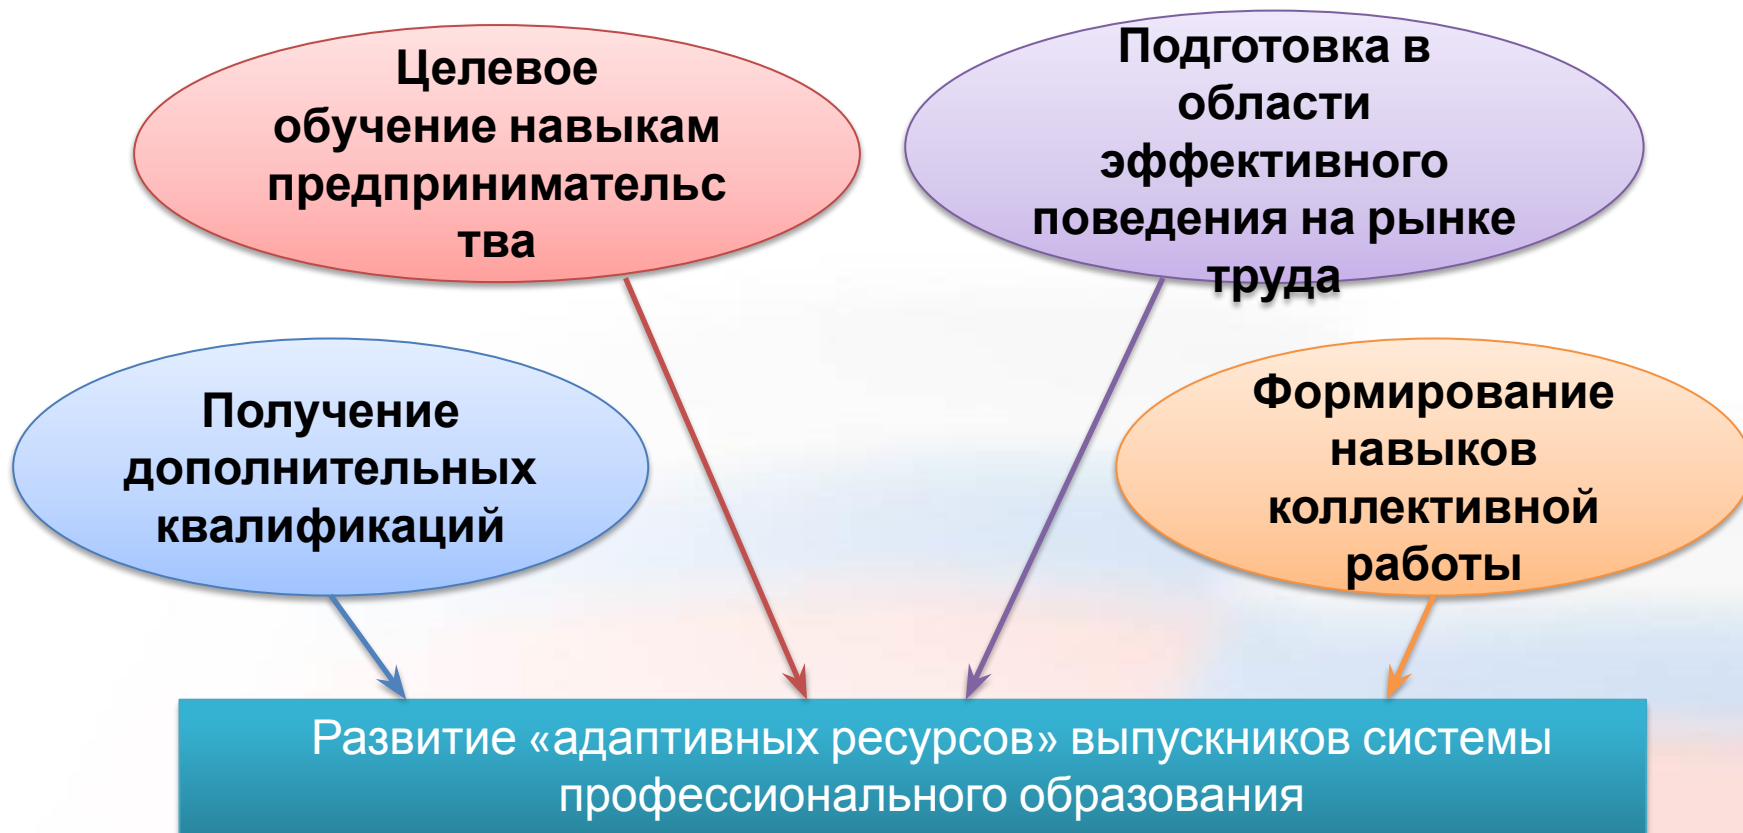 Целевое
обучение навыкам
предпринимательс
тва
Подготовка в
области
эффективного
поведения на рынке
труда
Получение
дополнительных
квалификаций
Формирование
навыков
коллективной
работы
Развитие «адаптивных ресурсов» выпускников системы
профессионального образования